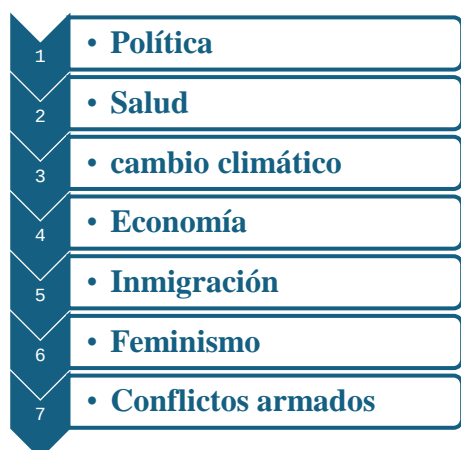 1 • Política
2 • Salud
3 • cambio climático
4 • Economía
5 • Inmigración
6 • Feminismo
7 • Conflictos armados